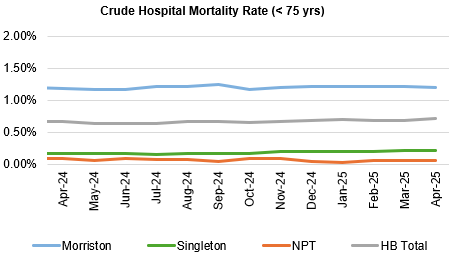 Crude Hospital Mortality Rate (< 75 yrs)
2.00%
1.50%
1.00%
0.50%
0.00%
Apr-24
May-24
Jun-24
Jul-24
Aug-24
Sep-24
Oct-24
Nov-24
Dec-24
Jan-25
Feb-25
Mar-25
Apr-25
Morriston Singleton NPT HB Total